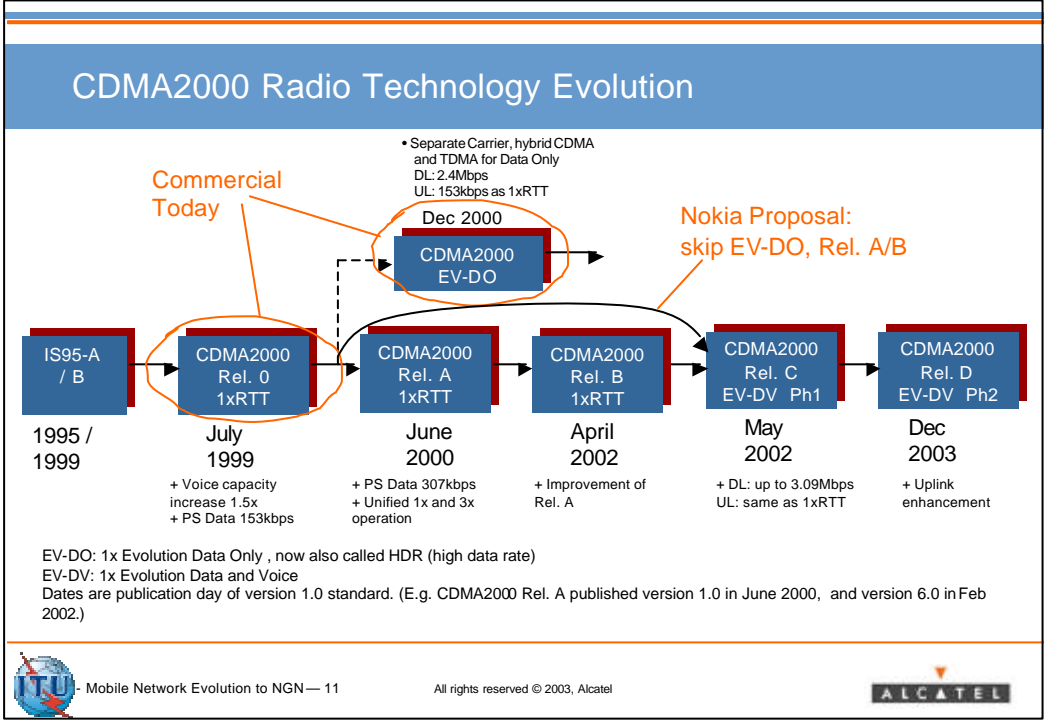 CDMA2000 Radio Technology Evolution
• Separate Carrier, hybrid CDMA
and TDMA for Data Only
DL: 2.4Mbps
UL: 153kbps as 1xRTT
Commercial
Today
Dec 2000
CDMA2000
EV-DO
Nokia Proposal:
skip EV-DO, Rel. A/B
IS95-A
/ B
1995 /
1999
CDMA2000
Rel. 0
1xRTT
July
1999
+ Voice capacity
increase 1.5x
+ PS Data 153kbps
CDMA2000
Rel. A
1xRTT
June
2000
+ PS Data 307kbps
+ Unified 1x and 3x
operation
CDMA2000
Rel. B
1xRTT
April
2002
+ Improvement of
Rel. A
CDMA2000
Rel. C
EV-DV Ph1
May
2002
+ DL: up to 3.09Mbps
UL: same as 1xRTT
CDMA2000
Rel. D
EV-DV Ph2
Dec
2003
+ Uplink
enhancement
EV-DO: 1x Evolution Data Only , now also called HDR (high data rate)
EV-DV: 1x Evolution Data and Voice
Dates are publication day of version 1.0 standard. (E.g. CDMA2000 Rel. A published version 1.0 in June 2000, and version 6.0 in Feb
2002.)
ITU - Mobile Network Evolution to NGN — 11
All rights reserved © 2003, Alcatel
ALCATEL